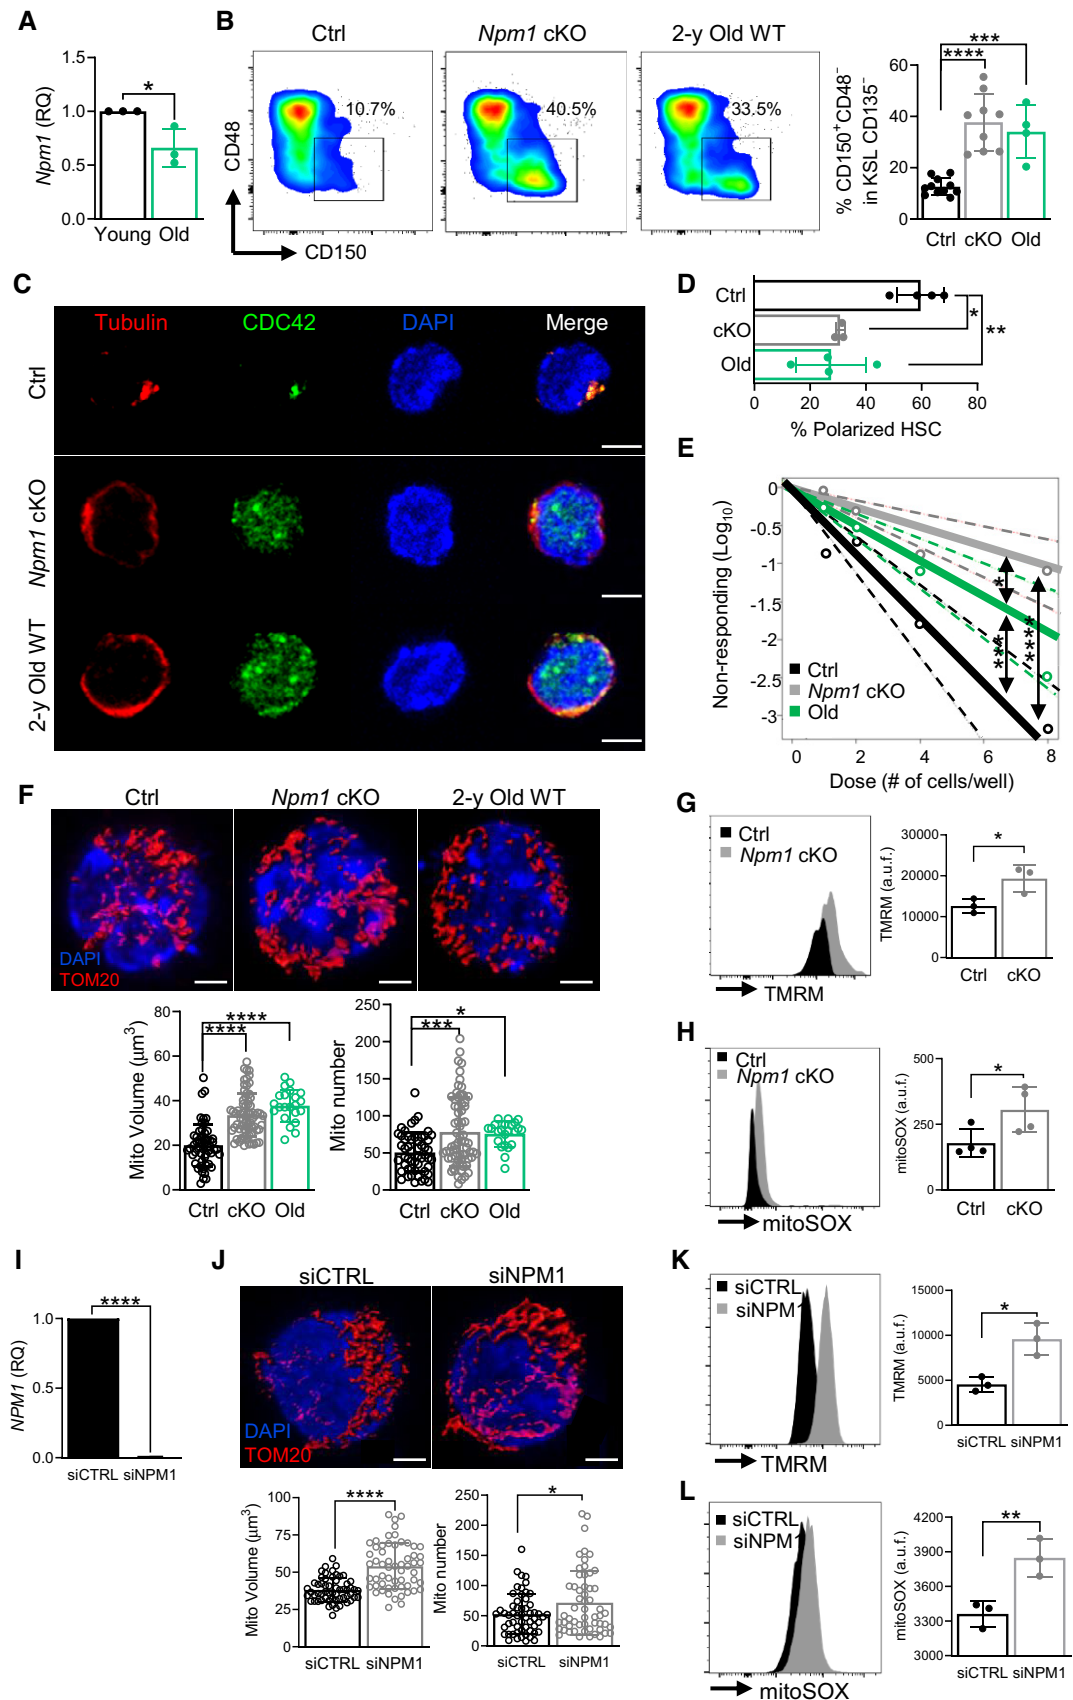 A
Npm1 (RQ)
1.5
1.0
0.5
0.0
*
Young Old
B
Ctrl
Npm1 cKO
2-y Old WT
10.7%
40.5%
33.5%
CD48
CD150
% CD150+CD48−
in KSL CD135−
60
40
20
0
***
****
Ctrl cKO Old
C
Tubulin
CDC42
DAPI
Merge
Ctrl
Npm1 cKO
2-y Old WT
D
Ctrl
cKO
Old
*
**
0 20 40 60 80
% Polarized HSC
E
Non-responding (Log10)
0
-0.5
-1
-1.5
-2
-2.5
-3
*
***
****
Ctrl
Npm1 cKO
Old
0 2 4 6 8
Dose (# of cells/well)
F
Ctrl
Npm1 cKO
2-y Old WT
DAPI
TOM20
Mito Volume (µm3)
80
60
40
20
0
****
****
Ctrl cKO Old
Mito number
250
200
150
100
50
0
*
***
Ctrl cKO Old
G
Ctrl
Npm1 cKO
TMRM
TMRM (a.u.f.)
30000
20000
10000
0
*
Ctrl cKO
H
Ctrl
Npm1 cKO
mitoSOX
mitoSOX (a.u.f.)
500
250
0
*
Ctrl cKO
I
NPM1 (RQ)
1.0
0.5
0.0
****
siCTRL siNPM1
J
siCTRL
siNPM1
DAPI
TOM20
Mito Volume (µm3)
100
75
50
25
0
****
siCTRL siNPM1
Mito number
250
200
150
100
50
0
*
siCTRL siNPM1
K
siCTRL
siNPM1
TMRM
TMRM (a.u.f.)
15000
10000
5000
0
*
siCTRL siNPM1
L
siCTRL
siNPM1
mitoSOX
mitoSOX (a.u.f.)
4200
3900
3600
3300
3000
**
siCTRL siNPM1